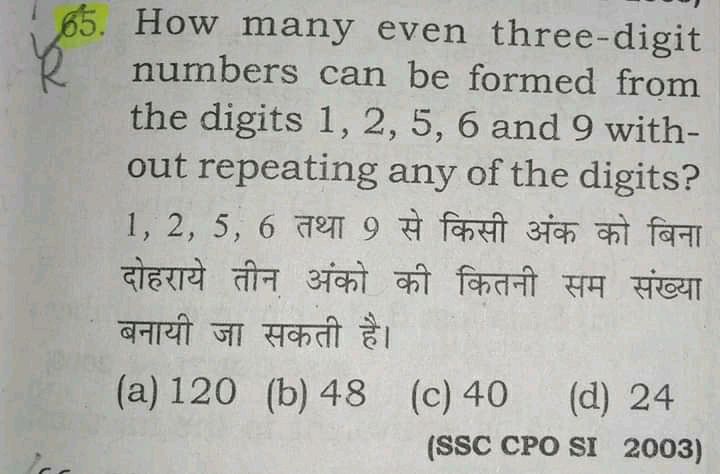 65. How many even three-digit
numbers can be formed from
the digits 1, 2, 5, 6 and 9 with-
out repeating any of the digits?
1, 2, 5, 6 तथा 9 से किसी अंक को बिना
दोहराये तीन अंको की कितनी सम संख्या
बनायी जा सकती है।
(a) 120 (b) 48 (c) 40 (d) 24
(SSC CPO SI 2003)